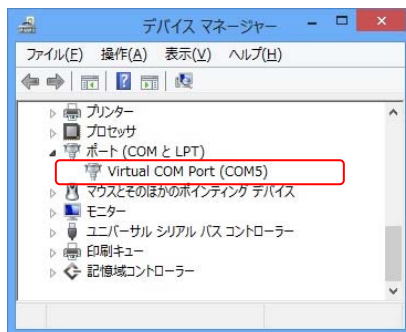 デバイス マネージャー
ファイル(F) 操作(A) 表示(V) ヘルプ(H)
プリンター
プロセッサ
ポート (COM と LPT)
Virtual COM Port (COM5)
マウスとそのほかのポインティング デバイス
モニター
ユニバーサル シリアル バス コントローラー
印刷キュー
記憶域コントローラー